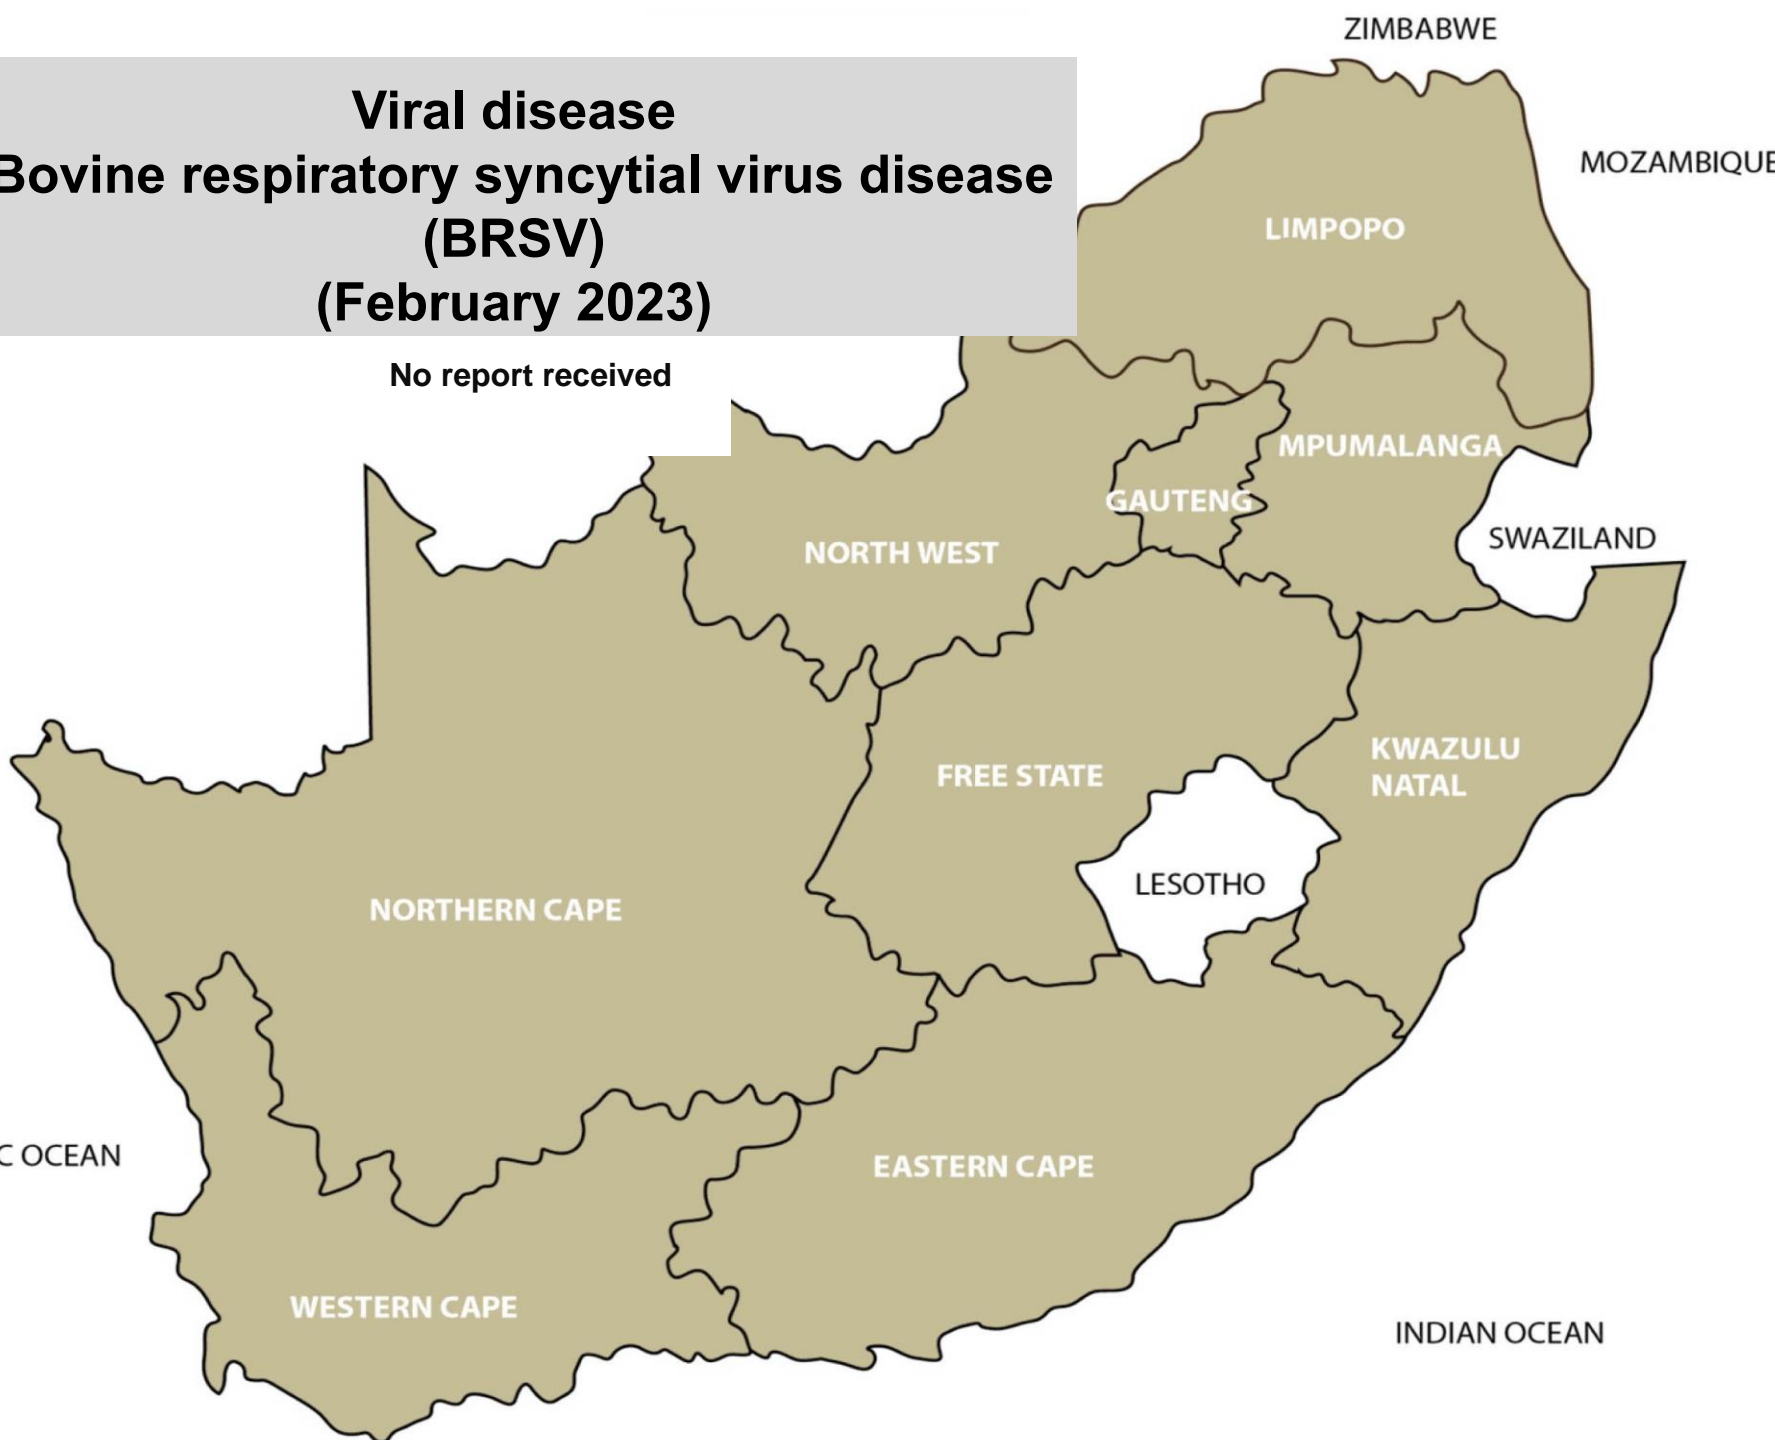 ZIMBABWE
Viral disease
Bovine respiratory syncytial virus disease
(BRSV)
(February 2023)
MOZAMBIQUE
LIMPOPO
No report received
MPUMALANGA
GAUTENG
SWAZILAND
NORTH WEST
KWAZULU
NATAL
FREE STATE
LESOTHO
NORTHERN CAPE
C OCEAN
EASTERN CAPE
WESTERN CAPE
INDIAN OCEAN